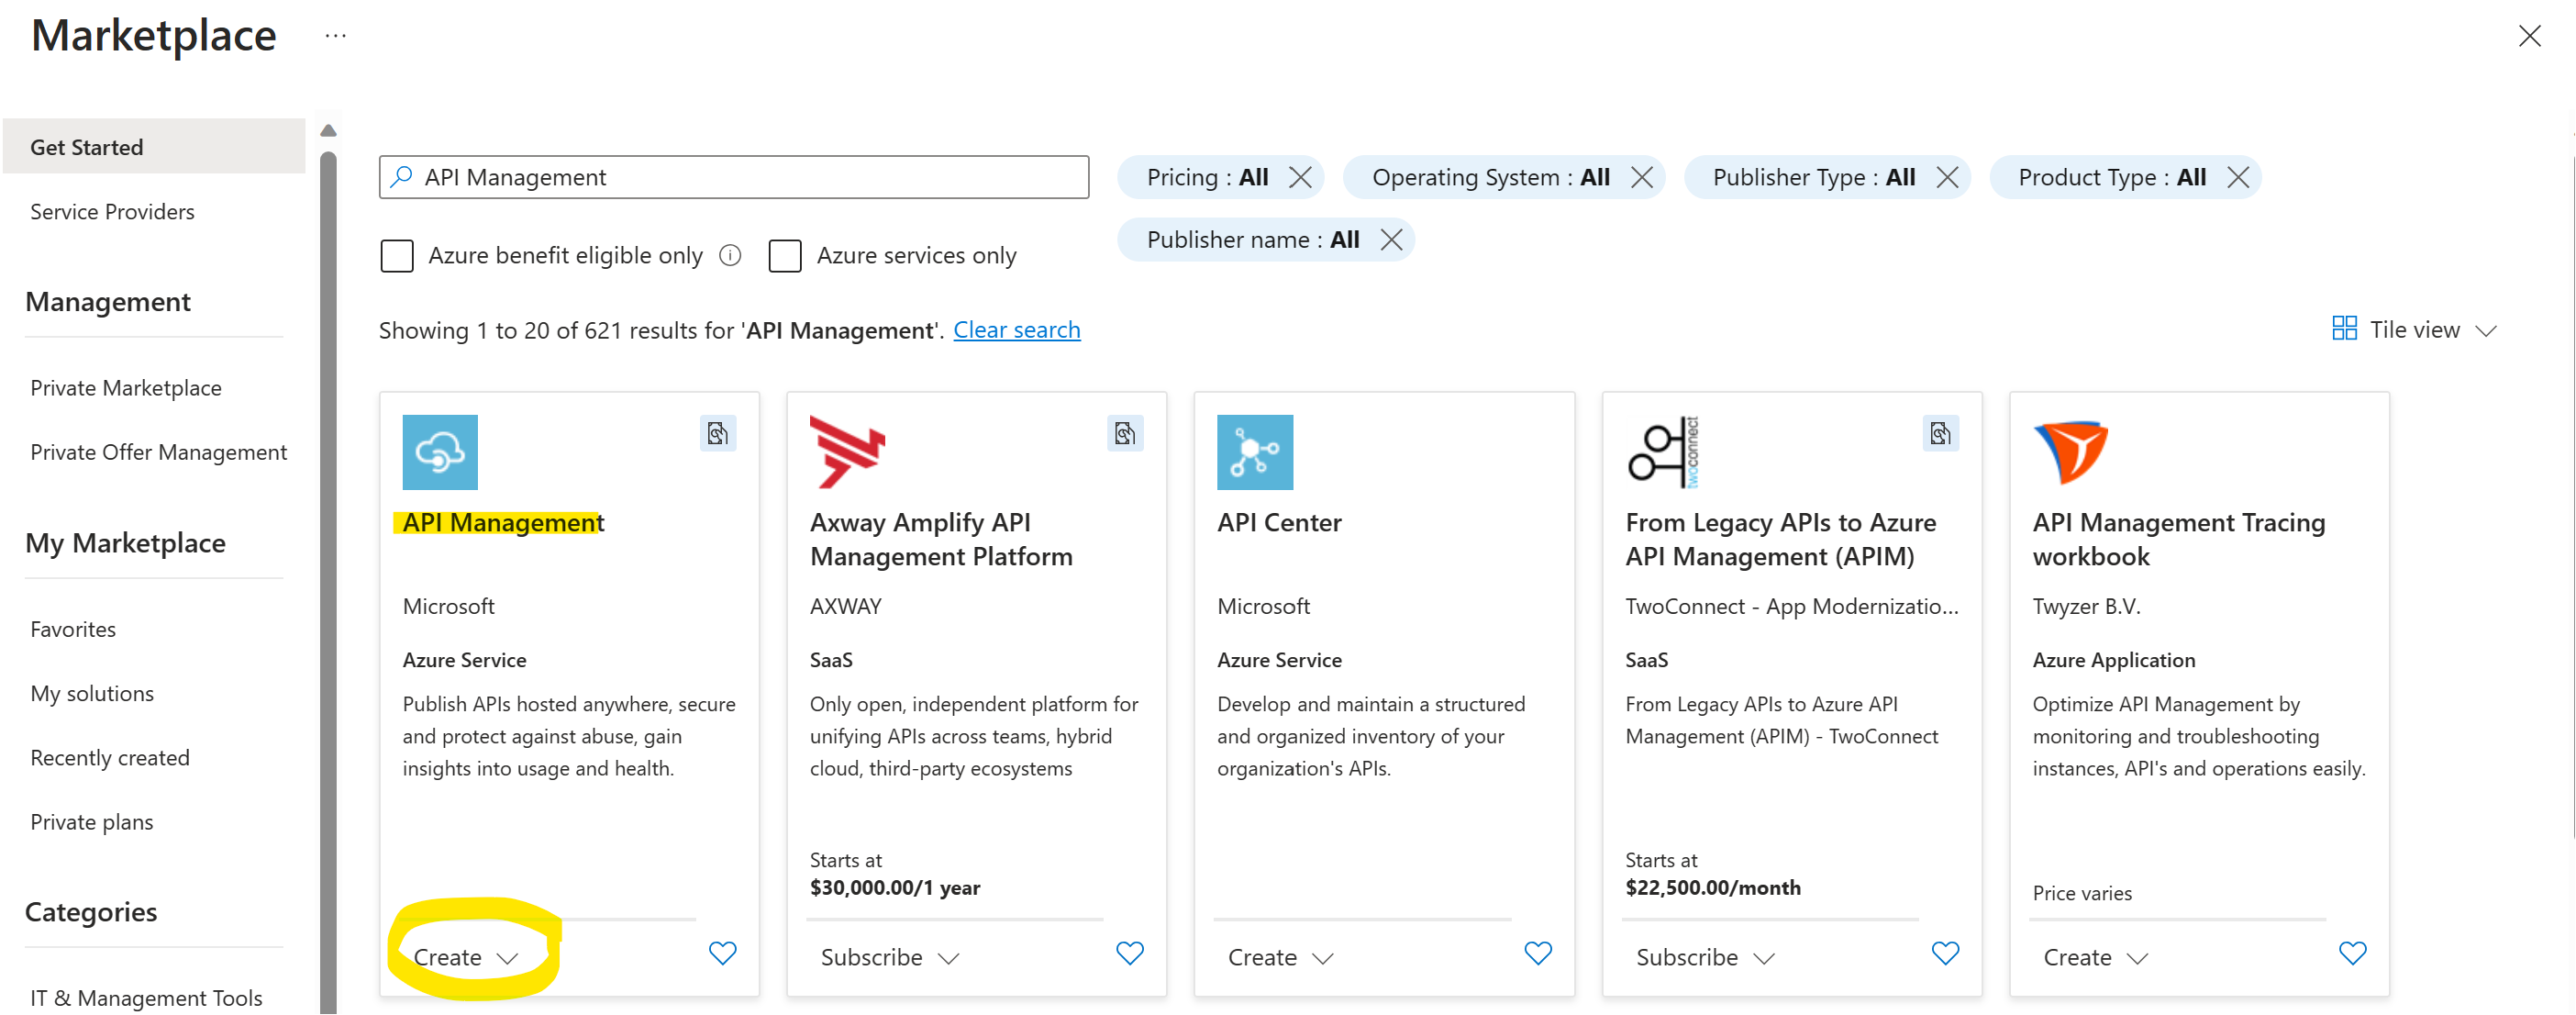 Marketplace ...
Get Started
Service Providers
Management
Private Marketplace
Private Offer Management
My Marketplace
Favorites
My solutions
Recently created
Private plans
Categories
IT & Management Tools
API Management
Pricing : All
Operating System : All
Publisher Type : All
Product Type : All
Publisher name : All
Azure benefit eligible only
Azure services only
Showing 1 to 20 of 621 results for 'API Management'. Clear search
Tile view
API Management
Microsoft
Azure Service
Publish APIs hosted anywhere, secure
and protect against abuse, gain
insights into usage and health.
Create
Axway Amplify API
Management Platform
AXWAY
SaaS
Only open, independent platform for
unifying APIs across teams, hybrid
cloud, third-party ecosystems
Starts at
$30,000.00/1 year
Subscribe
API Center
Microsoft
Azure Service
Develop and maintain a structured
and organized inventory of your
organization's APIs.
Create
twoconnect
From Legacy APIs to Azure
API Management (APIM)
TwoConnect - App Modernizatio...
SaaS
From Legacy APIs to Azure API
Management (APIM) - TwoConnect
Starts at
$22,500.00/month
Subscribe
API Management Tracing
workbook
Twyzer B.V.
Azure Application
Optimize API Management by
monitoring and troubleshooting
instances, API's and operations easily.
Price varies
Create